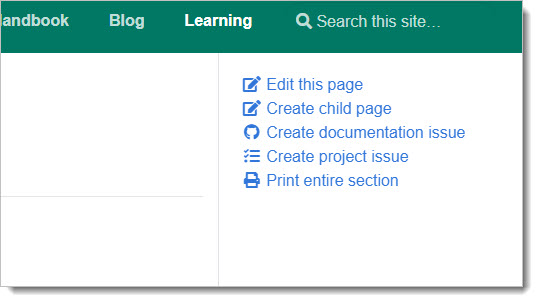 andbook Blog Learning Search this site…
Edit this page
Create child page
Create documentation issue
Create project issue
Print entire section